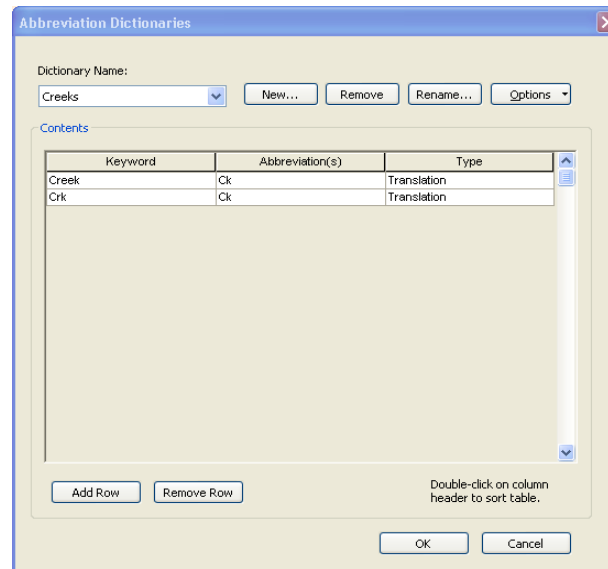 Abbreviation Dictionaries
Dictionary Name:
Creeks
New...
Remove
Rename...
Options
Contents
Keyword Abbreviation(s) Type
Creek Ck Translation
Crk Ck Translation
Add Row
Remove Row
Double-click on column
header to sort table.
OK
Cancel